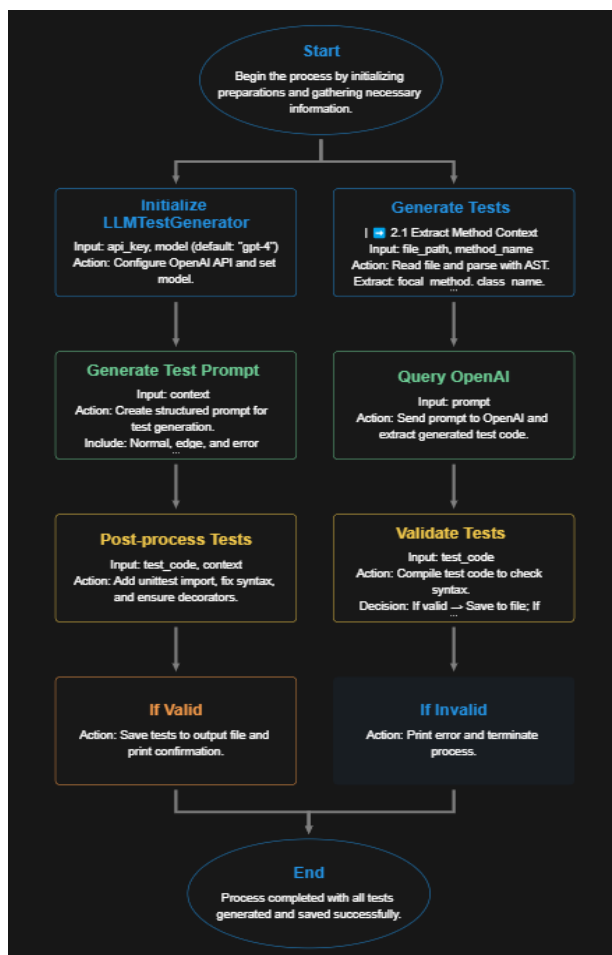 Start
Begin the process by initializing
preparations and gathering necessary
information.
Initialize
LLMTestGenerator
Input: api_key, model (default: "gpt-4")
Action: Configure OpenAI API and set
model.
Generate Tests
| ➡️ 2.1 Extract Method Context
Input: file_path, method_name
Action: Read file and parse with AST.
Extract: focal_method, class_name,
...
Generate Test Prompt
Input: context
Action: Create structured prompt for
test generation.
Include: Normal, edge, and error
...
Query OpenAI
Input: prompt
Action: Send prompt to OpenAI and
extract generated test code.
Post-process Tests
Input: test_code, context
Action: Add unittest import, fix syntax,
and ensure decorators.
Validate Tests
Input: test_code
Action: Compile test code to check
syntax.
Decision: If valid → Save to file; If
...
If Valid
Action: Save tests to output file and
print confirmation.
If Invalid
Action: Print error and terminate
process.
End
Process completed with all tests
generated and saved successfully.